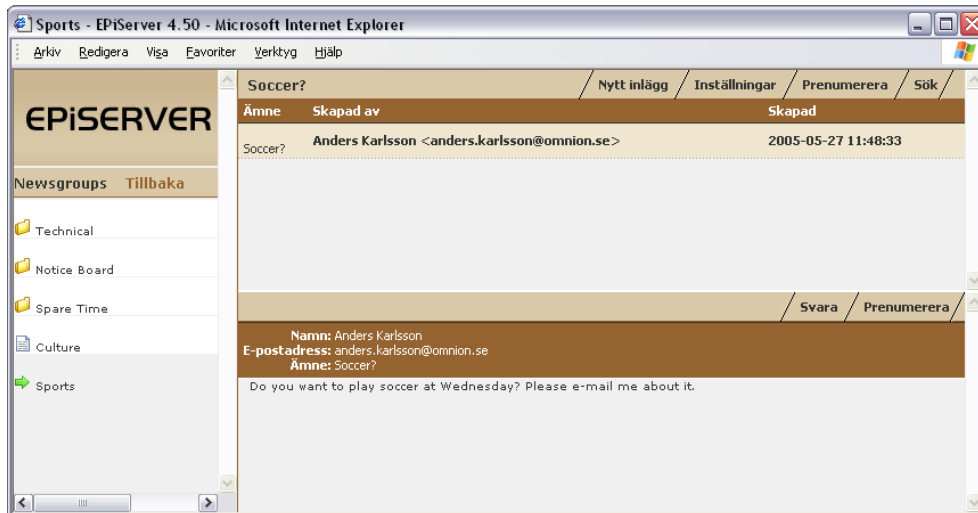 Sports - EPiServer 4.50 - Microsoft Internet Explorer
Arkiv Redigera Visa Favoriter Verktyg Hjälp
EPiSERVER
Newsgroups Tillbaka
Technical
Notice Board
Spare Time
Culture
Sports
Soccer? Nytt inlägg Inställningar Prenumerera Sök
Ämne Skapad av Skapad
Soccer? Anders Karlsson <anders.karlsson@omnion.se> 2005-05-27 11:48:33
Svara Prenumerera
Namn: Anders Karlsson
E-postadress: anders.karlsson@omnion.se
Ämne: Soccer?
Do you want to play soccer at Wednesday? Please e-mail me about it.